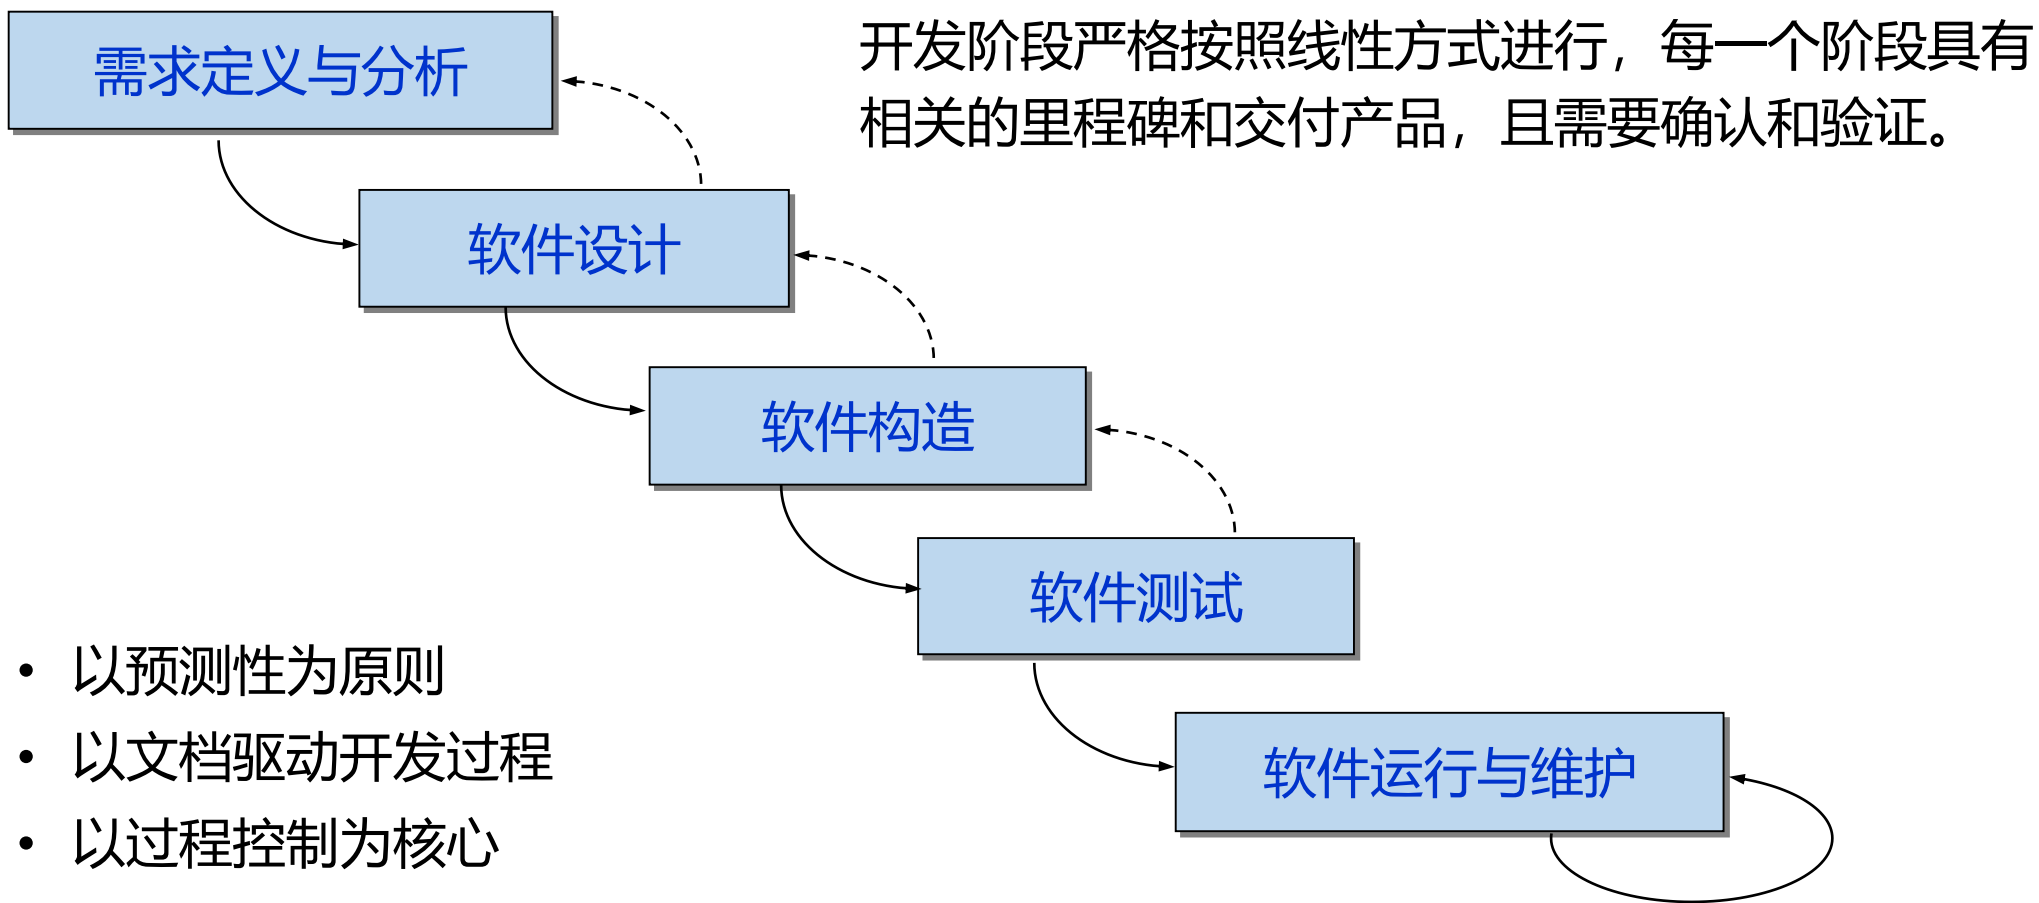 需求定义与分析
开发阶段严格按照线性方式进行，每一个阶段具有
相关的里程碑和交付产品，且需要确认和验证。
软件设计
软件构造
软件测试
软件运行与维护
• 以预测性为原则
• 以文档驱动开发过程
• 以过程控制为核心